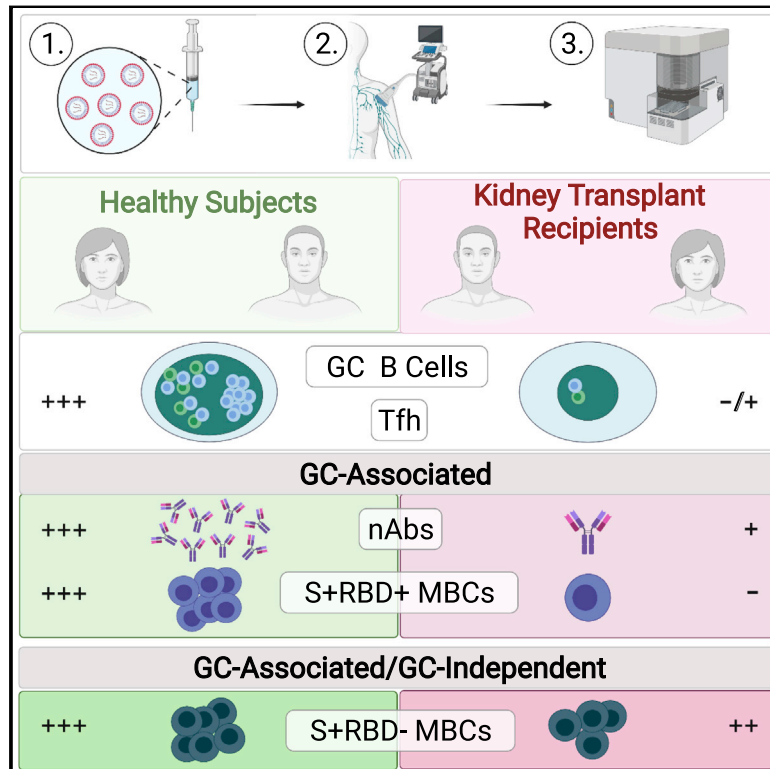 1.
2.
3.
Healthy Subjects
Kidney Transplant
Recipients
GC B Cells
+++
-/+
Tfh
GC-Associated
+++
nAbs
+
+++
S+RBD+ MBCs
-
GC-Associated/GC-Independent
+++
S+RBD- MBCs
++